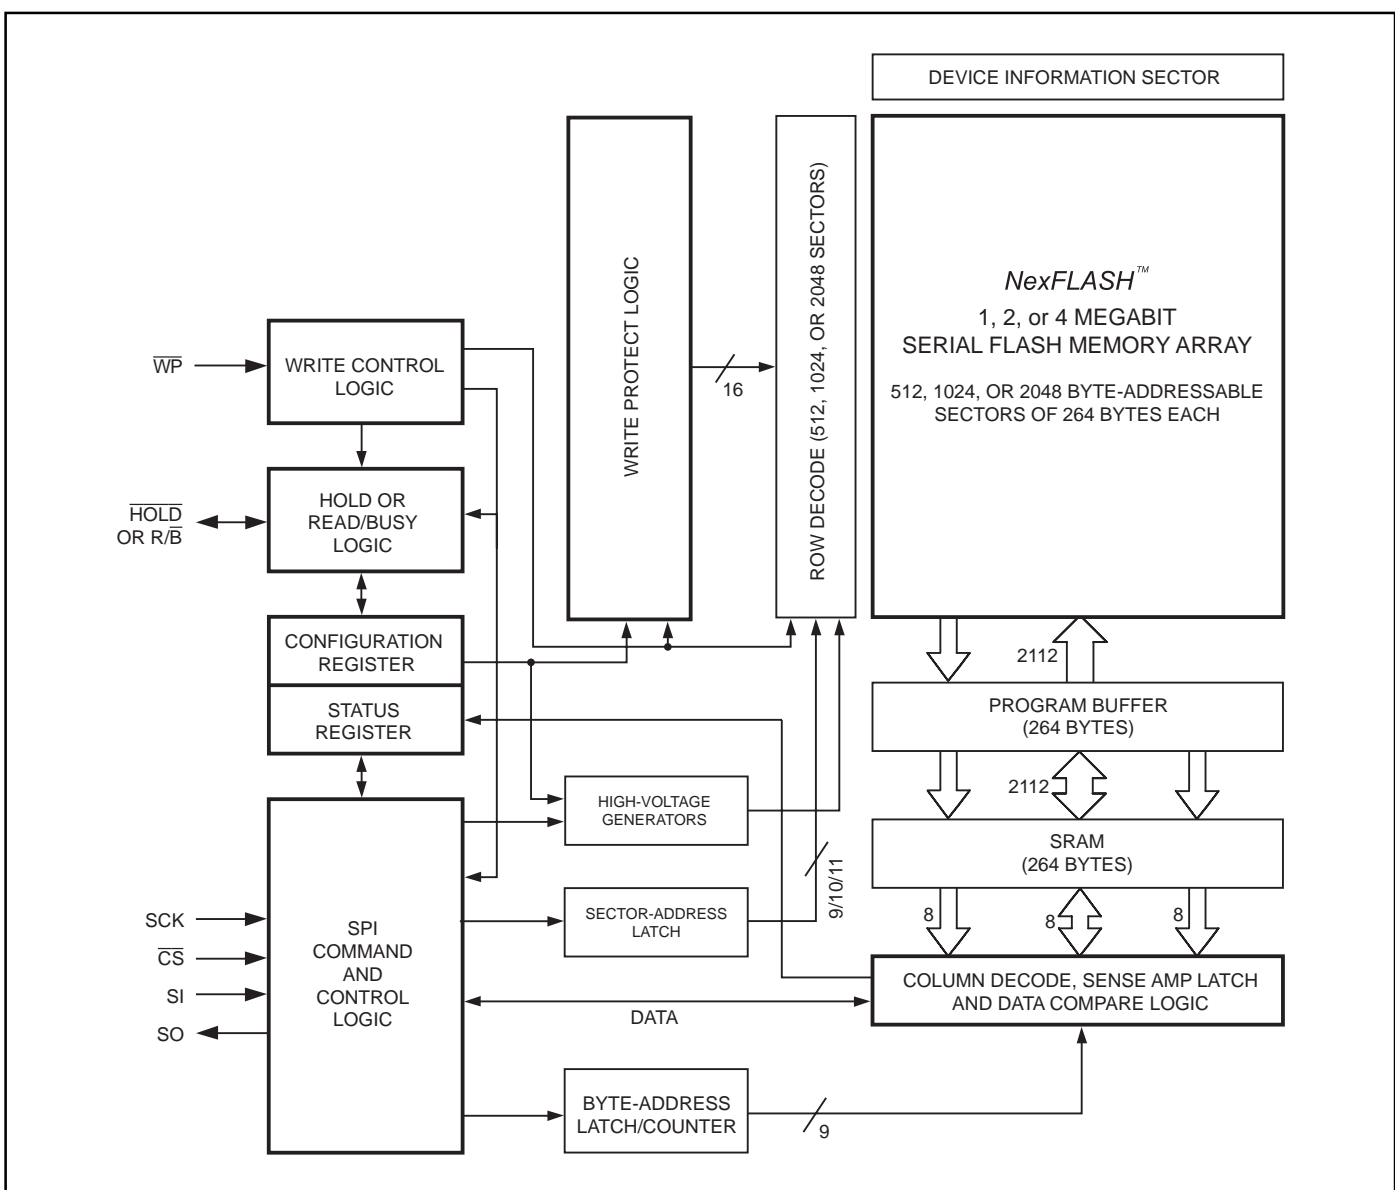 DEVICE INFORMATION SECTOR
WRITE PROTECT LOGIC
16
ROW DECODE (512, 1024, OR 2048 SECTORS)
NexFLASH™
1, 2, or 4 MEGABIT
SERIAL FLASH MEMORY ARRAY
512, 1024, OR 2048 BYTE-ADDRESSABLE
SECTORS OF 264 BYTES EACH
W̅P̅
WRITE CONTROL
LOGIC
H̅O̅L̅D̅
OR R/B̅
HOLD OR
READ/BUSY
LOGIC
CONFIGURATION
REGISTER
STATUS
REGISTER
2112
PROGRAM BUFFER
(264 BYTES)
2112
HIGH-VOLTAGE
GENERATORS
SRAM
(264 BYTES)
9/10/11
SECTOR-ADDRESS
LATCH
8
8
8
SCK
C̅S̅
SI
SO
SPI
COMMAND
AND
CONTROL
LOGIC
COLUMN DECODE, SENSE AMP LATCH
AND DATA COMPARE LOGIC
DATA
BYTE-ADDRESS
LATCH/COUNTER
9